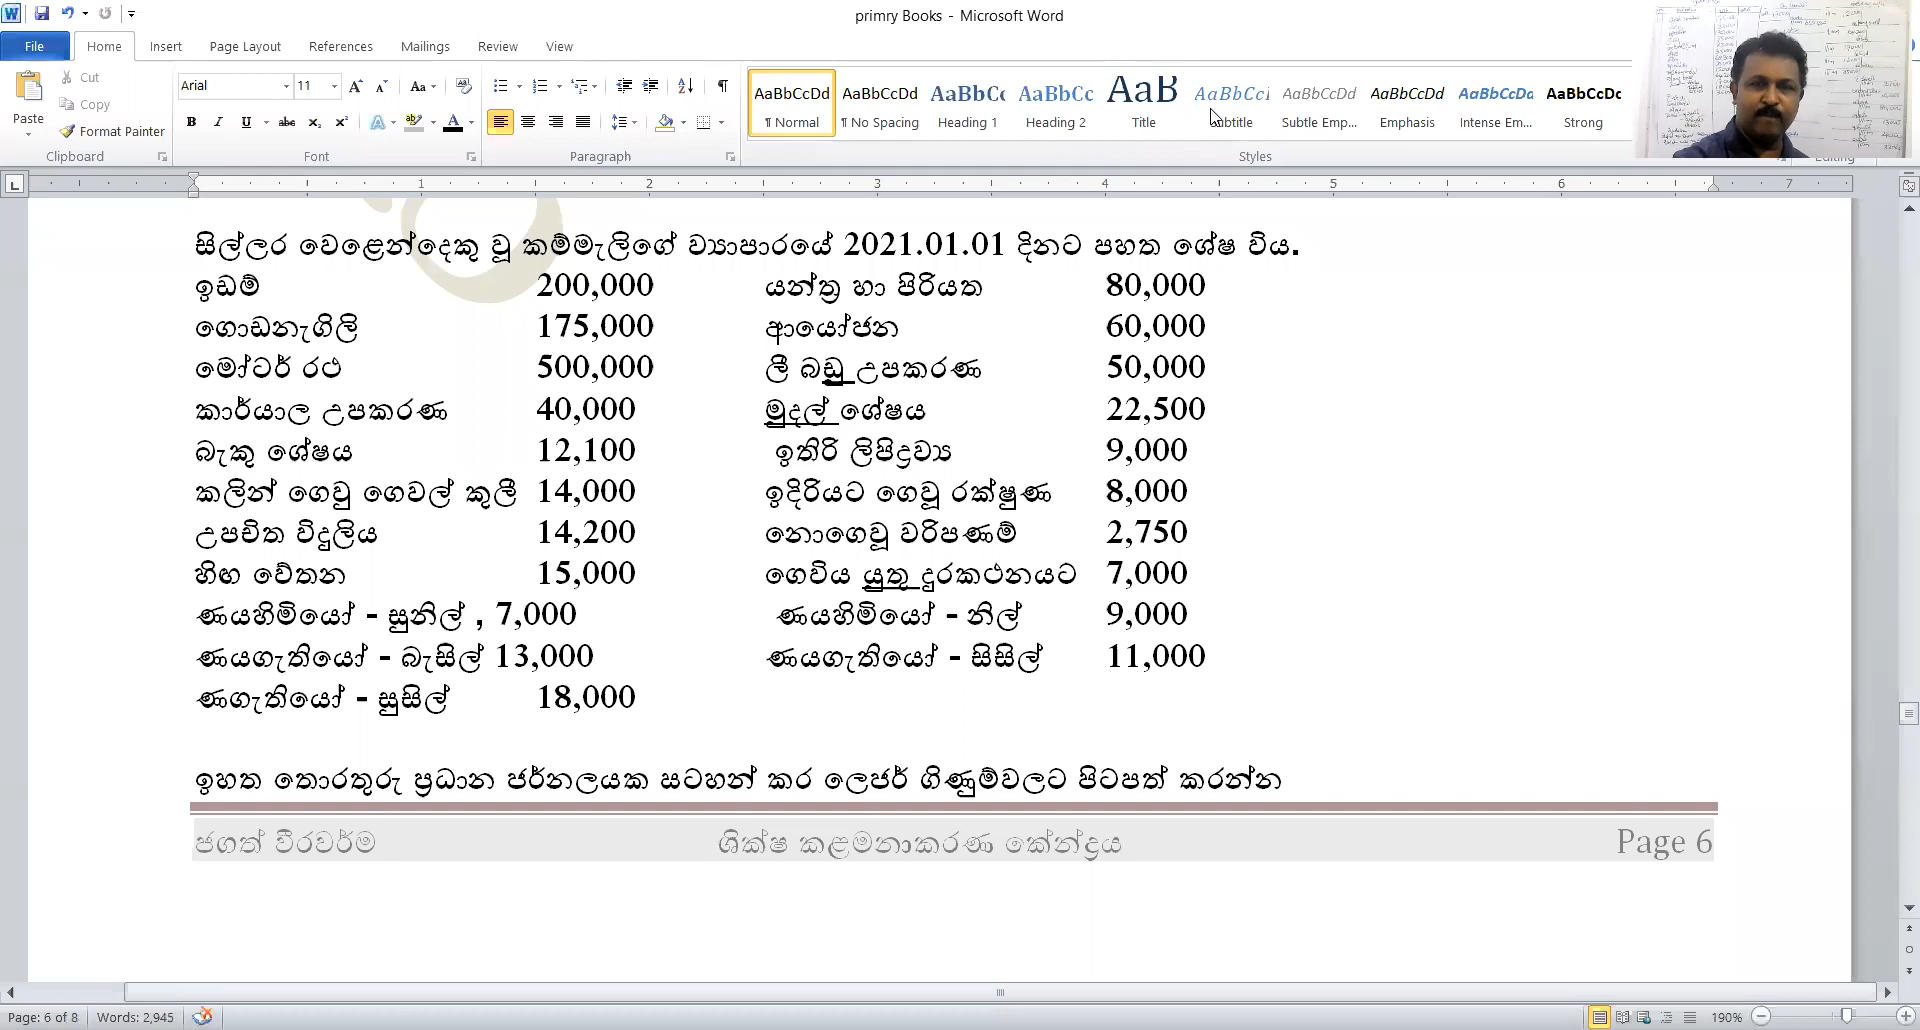 primry Books - Microsoft Word
File Home Insert Page Layout References Mailings Review View
Cut
Copy
Format Painter
Paste
Clipboard
Arial 11
Font
Paragraph
AaBbCcDd AaBbCcDd AaBbCc AaBbCc AaB AaBbCcI AaBbCcDd AaBbCcDd AaBbCcDd AaBbCcDc
¶ Normal ¶ No Spacing Heading 1 Heading 2 Title Subtitle Subtle Emp... Emphasis Intense Em... Strong
Styles
Editing
1 2 3 4 5 6 7
සිල්ලර වෙළෙන්දෙකු වූ කම්මැලිගේ ව්‍යාපාරයේ 2021.01.01 දිනට පහත ශේෂ විය.
ඉඩම් 200,000 යන්ත්‍ර හා පිරියත 80,000
ගොඩනැගිලි 175,000 ආයෝජන 60,000
මෝටර් රථ 500,000 ලී බඩු උපකරණ 50,000
කාර්යාල උපකරණ 40,000 මුදල් ශේෂය 22,500
බැකු ශේෂය 12,100 ඉතිරි ලිපිද්‍රව්‍ය 9,000
කලින් ගෙවු ගෙවල් කුලී 14,000 ඉදිරියට ගෙවූ රක්ෂුණ 8,000
උපචිත විදුලිය 14,200 නොගෙවූ වරිපණම් 2,750
හිඟ වේතන 15,000 ගෙවිය යුතු දුරකථනයට 7,000
ණයහිමියෝ - සුනිල් , 7,000 ණයහිමියෝ - නිල් 9,000
ණයගැතියෝ - බැසිල් 13,000 ණයගැතියෝ - සිසිල් 11,000
ණගැතියෝ - සුසිල් 18,000
ඉහත තොරතුරු ප්‍රධාන ජර්නලයක සටහන් කර ලෙජර් ගිණුම්වලට පිටපත් කරන්න
ජගත් වීරවර්ම ශික්ෂ කළමනාකරණ කේන්ද්‍රය Page 6
Page: 6 of 8 Words: 2,945 190%